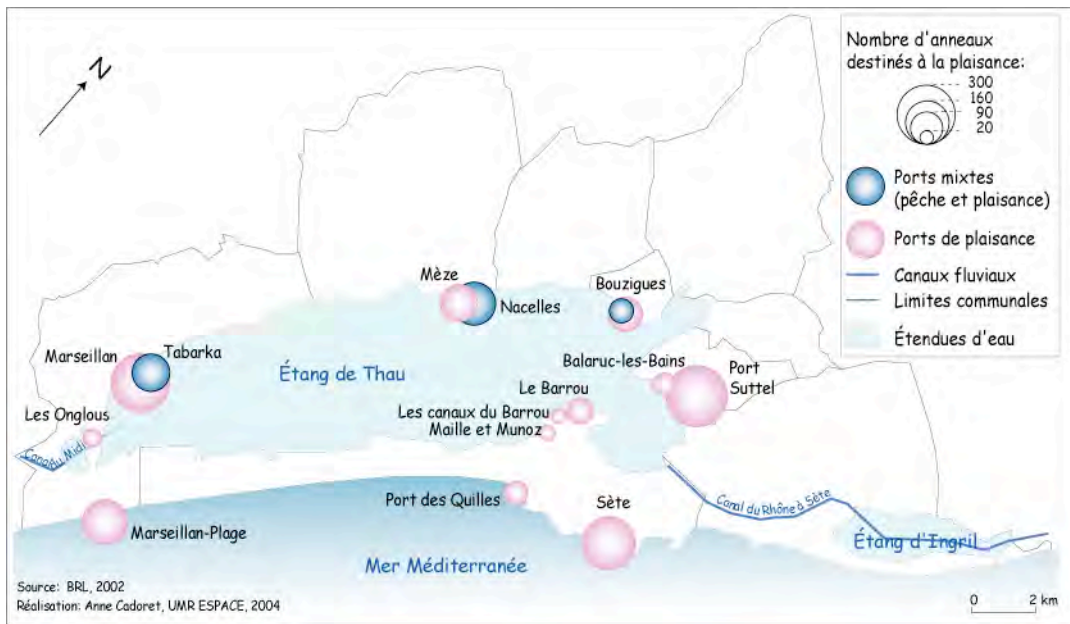 N
Nombre d'anneaux
destinés à la plaisance:
300
160
90
20
Ports mixtes
(pêche et plaisance)
Ports de plaisance
Canaux fluviaux
Limites communales
Étendues d'eau
Mèze
Nacelles
Bouzigues
Marseillan
Tabarka
Étang de Thau
Balaruc-les-Bains
Port
Suttel
Le Barrou
Les canaux du Barrou
Maille et Munoz
Les Onglous
Canal du Midi
Port des Quilles
Sète
Canal du Rhône à Sète
Marseillan-Plage
Étang d'Ingril
Mer Méditerranée
Source: BRL, 2002
Réalisation: Anne Cadoret, UMR ESPACE, 2004
0 2 km